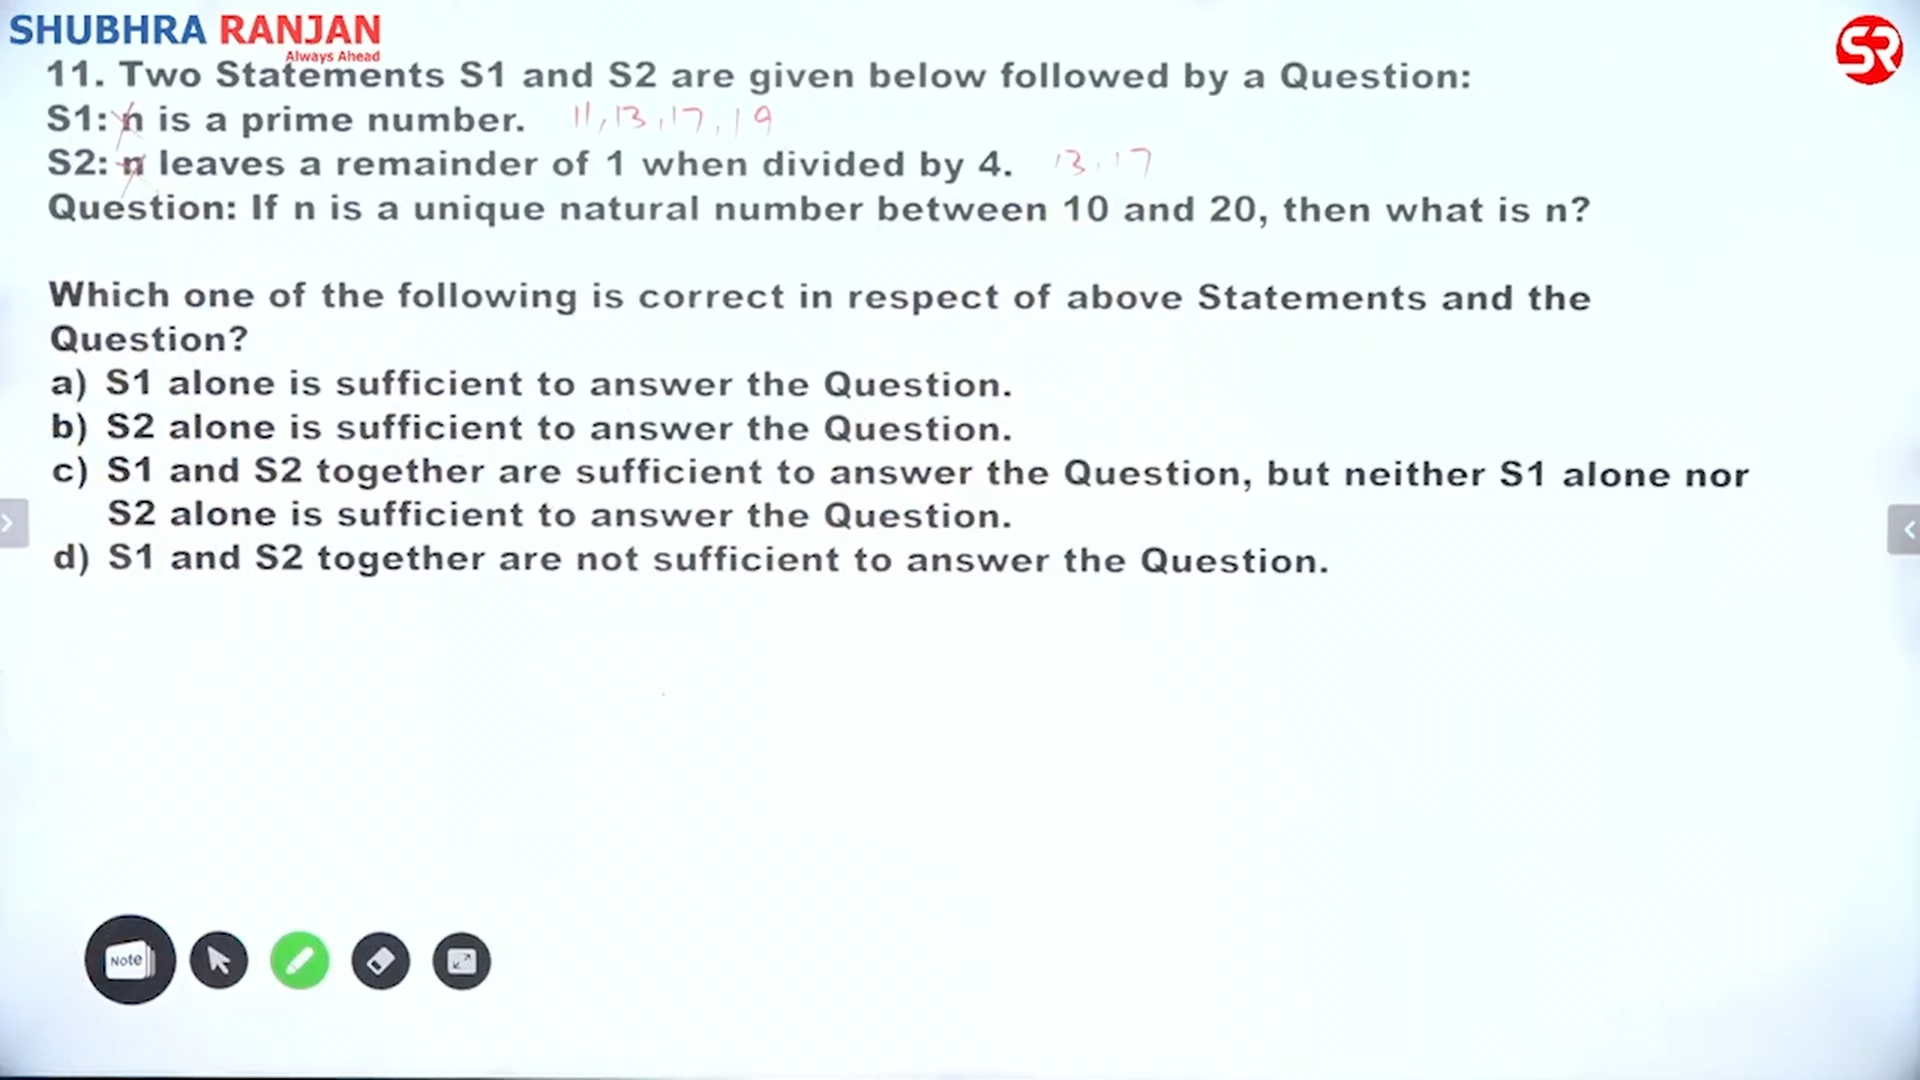 SHUBHRA RANJAN
Always Ahead
SR
11. Two Statements S1 and S2 are given below followed by a Question:
S1: n is a prime number. 11, 13, 17, 19
S2: n leaves a remainder of 1 when divided by 4. 13, 17
Question: If n is a unique natural number between 10 and 20, then what is n?
Which one of the following is correct in respect of above Statements and the
Question?
a) S1 alone is sufficient to answer the Question.
b) S2 alone is sufficient to answer the Question.
c) S1 and S2 together are sufficient to answer the Question, but neither S1 alone nor
S2 alone is sufficient to answer the Question.
d) S1 and S2 together are not sufficient to answer the Question.
Note